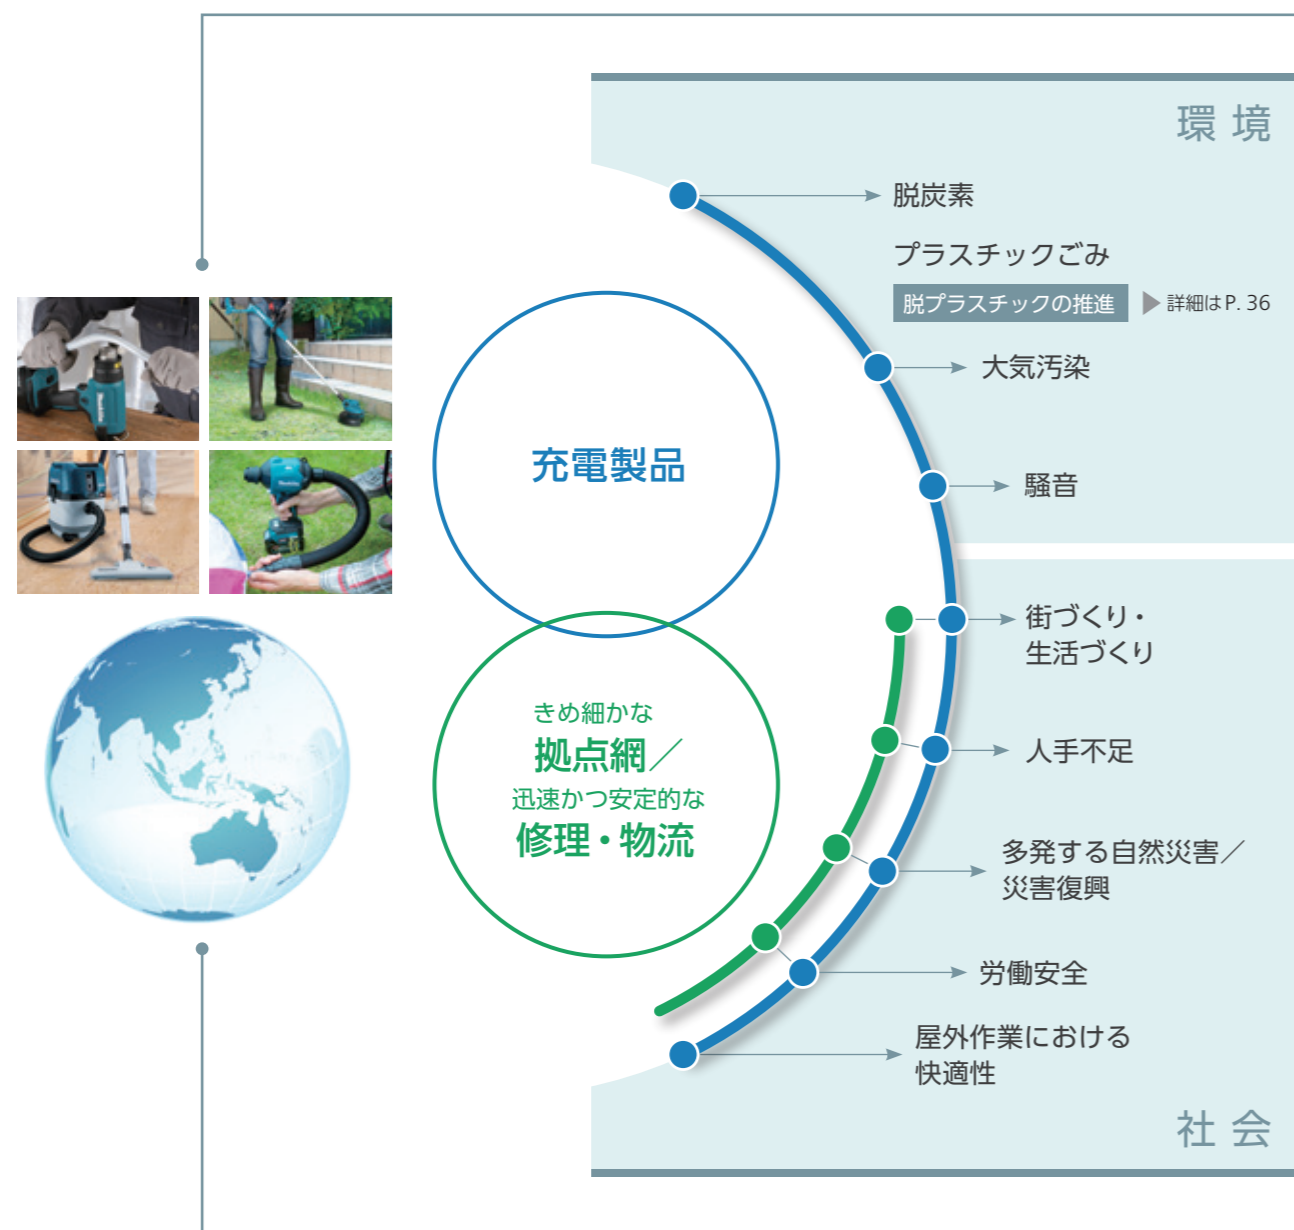 環境
脱炭素
プラスチックごみ
脱プラスチックの推進 ▶ 詳細はP. 36
大気汚染
騒音
充電製品
きめ細かな
拠点網／
迅速かつ安定的な
修理・物流
街づくり・
生活づくり
人手不足
多発する自然災害／
災害復興
労働安全
屋外作業における
快適性
社会